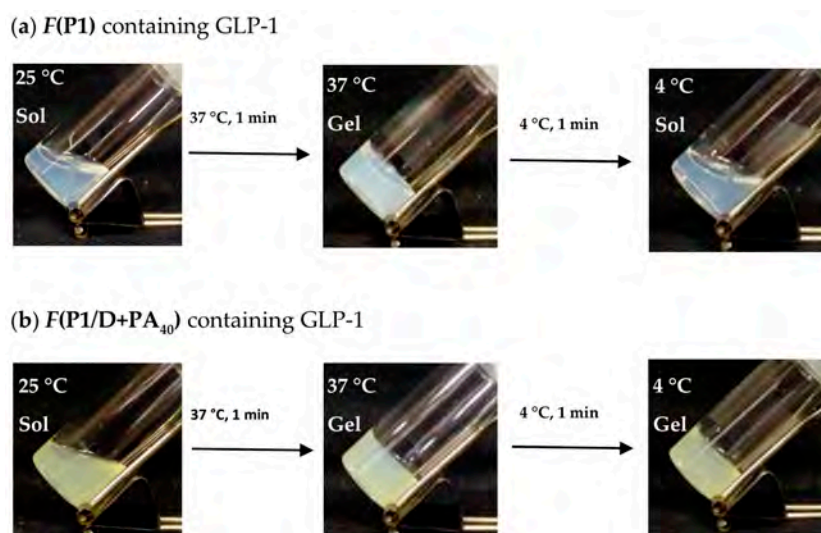 (a) F(P1) containing GLP-1
25 °C
Sol
37 °C, 1 min
37 °C
Gel
4 °C, 1 min
4 °C
Sol
(b) F(P1/D+PA₄₀) containing GLP-1
25 °C
Sol
37 °C, 1 min
37 °C
Gel
4 °C, 1 min
4 °C
Gel